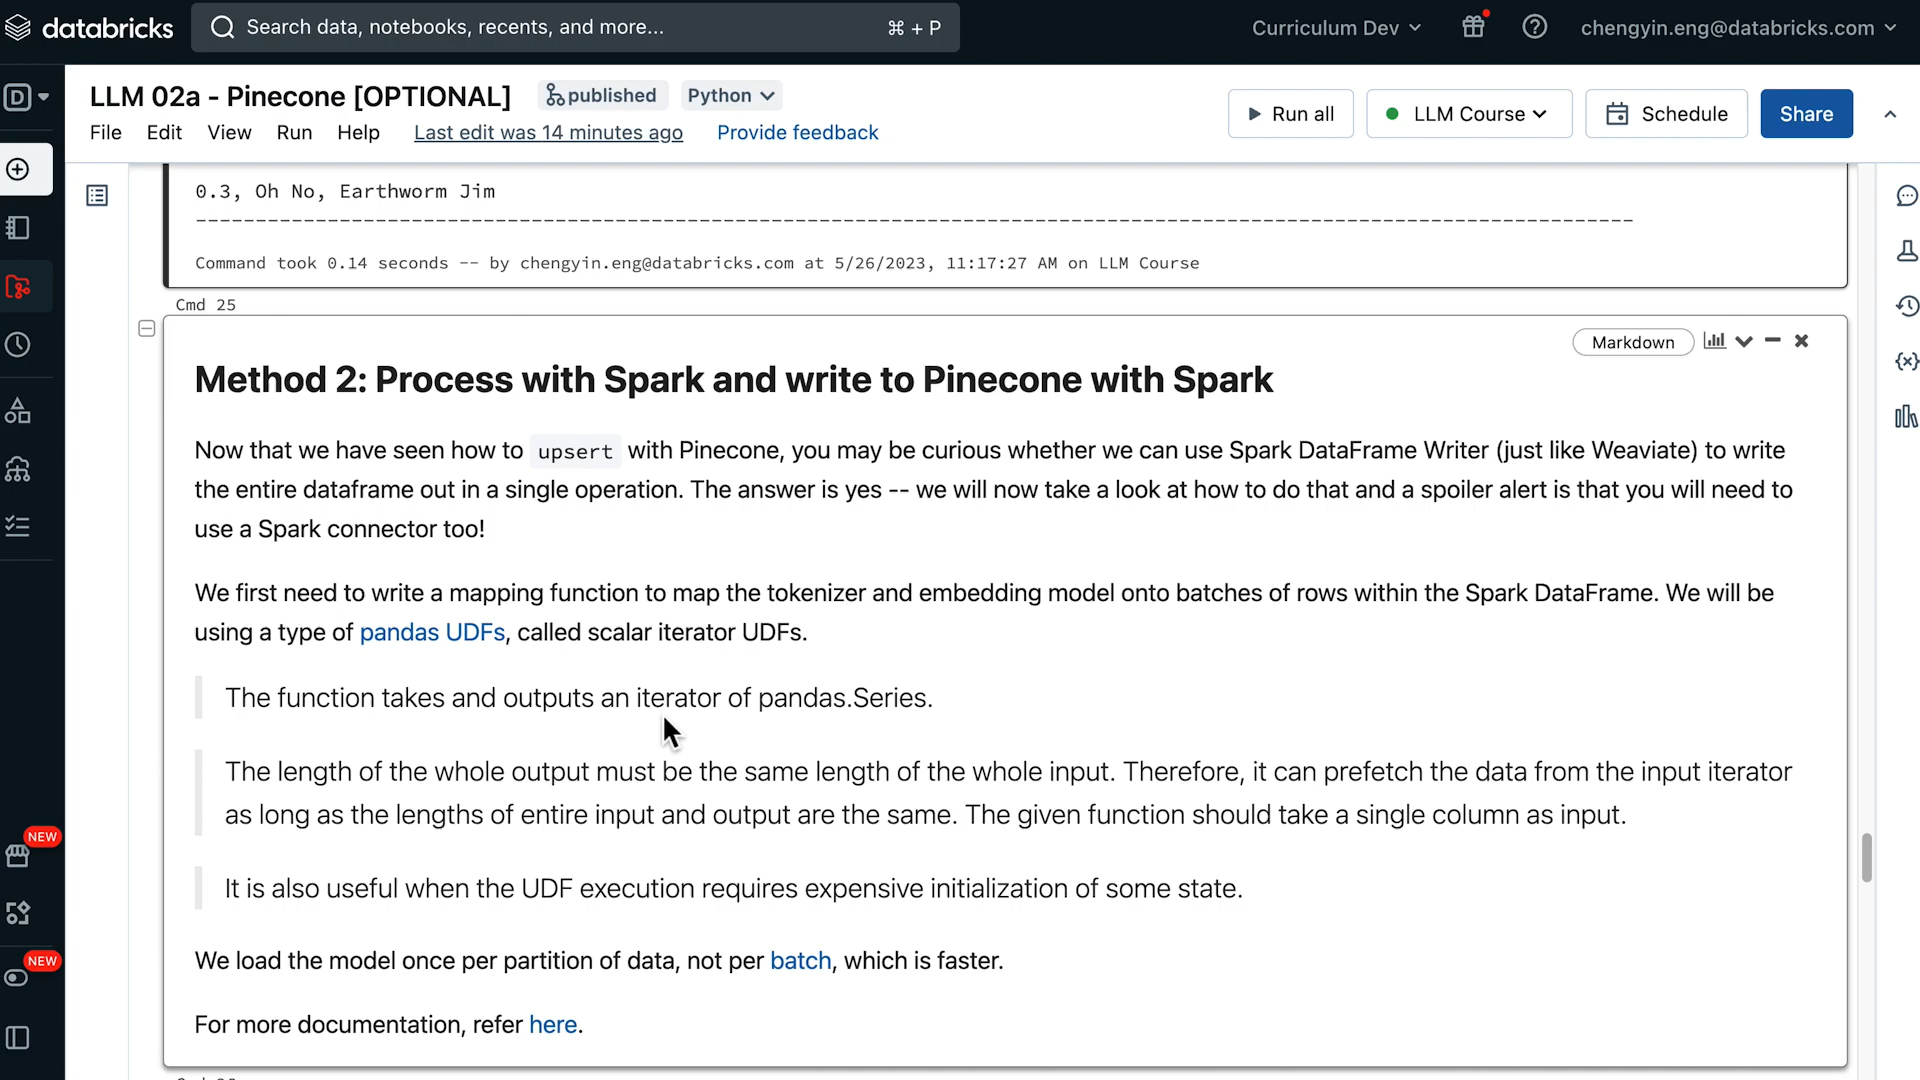 databricks
Search data, notebooks, recents, and more...
⌘ + P
Curriculum Dev
chengyin.eng@databricks.com
D
LLM 02a - Pinecone [OPTIONAL]
published
Python
File Edit View Run Help
Last edit was 14 minutes ago
Provide feedback
Run all
LLM Course
Schedule
Share
0.3, Oh No, Earthworm Jim
Command took 0.14 seconds -- by chengyin.eng@databricks.com at 5/26/2023, 11:17:27 AM on LLM Course
Cmd 25
Markdown
Method 2: Process with Spark and write to Pinecone with Spark
Now that we have seen how to upsert with Pinecone, you may be curious whether we can use Spark DataFrame Writer (just like Weaviate) to write
the entire dataframe out in a single operation. The answer is yes -- we will now take a look at how to do that and a spoiler alert is that you will need to
use a Spark connector too!
We first need to write a mapping function to map the tokenizer and embedding model onto batches of rows within the Spark DataFrame. We will be
using a type of pandas UDFs, called scalar iterator UDFs.
The function takes and outputs an iterator of pandas.Series.
The length of the whole output must be the same length of the whole input. Therefore, it can prefetch the data from the input iterator
as long as the lengths of entire input and output are the same. The given function should take a single column as input.
It is also useful when the UDF execution requires expensive initialization of some state.
We load the model once per partition of data, not per batch, which is faster.
For more documentation, refer here.
NEW
NEW